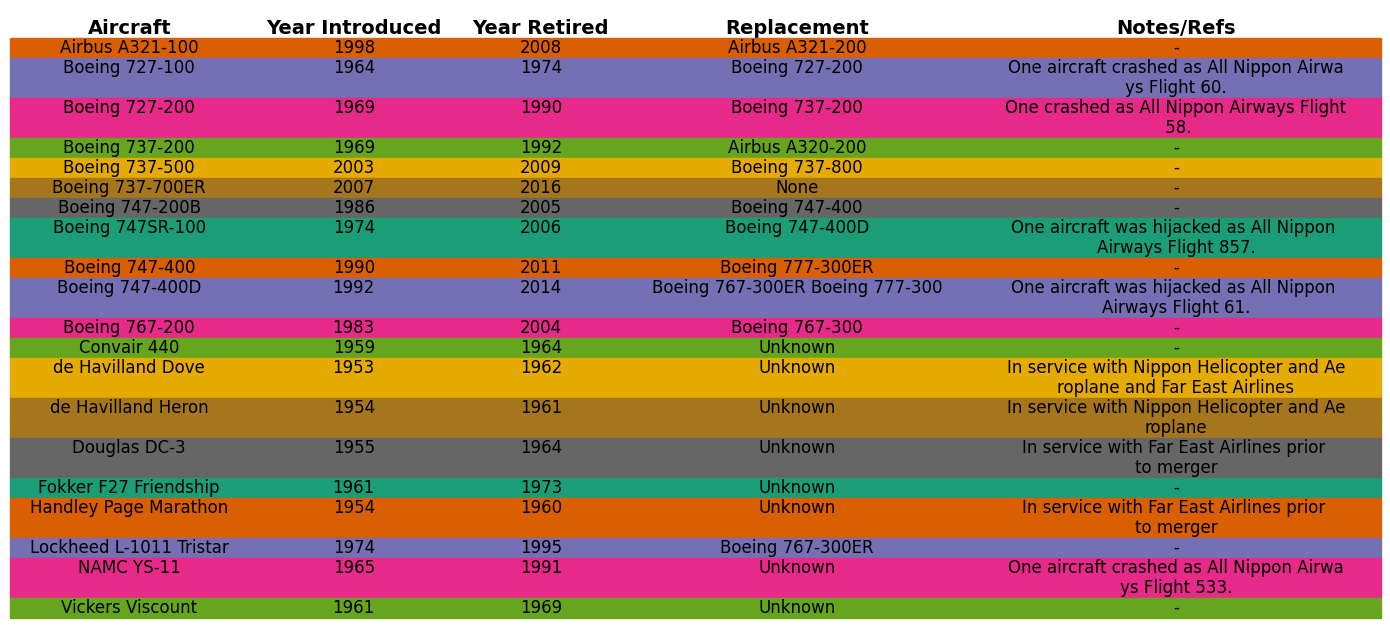 Aircraft Year Introduced Year Retired Replacement Notes/Refs
Airbus A321-100 1998 2008 Airbus A321-200 -
Boeing 727-100 1964 1974 Boeing 727-200 One aircraft crashed as All Nippon Airwa
ys Flight 60.
Boeing 727-200 1969 1990 Boeing 737-200 One crashed as All Nippon Airways Flight
58.
Boeing 737-200 1969 1992 Airbus A320-200 -
Boeing 737-500 2003 2009 Boeing 737-800 -
Boeing 737-700ER 2007 2016 None -
Boeing 747-200B 1986 2005 Boeing 747-400 -
Boeing 747SR-100 1974 2006 Boeing 747-400D One aircraft was hijacked as All Nippon
Airways Flight 857.
Boeing 747-400 1990 2011 Boeing 777-300ER -
Boeing 747-400D 1992 2014 Boeing 767-300ER Boeing 777-300 One aircraft was hijacked as All Nippon
Airways Flight 61.
Boeing 767-200 1983 2004 Boeing 767-300 -
Convair 440 1959 1964 Unknown -
de Havilland Dove 1953 1962 Unknown In service with Nippon Helicopter and Ae
roplane and Far East Airlines
de Havilland Heron 1954 1961 Unknown In service with Nippon Helicopter and Ae
roplane
Douglas DC-3 1955 1964 Unknown In service with Far East Airlines prior
to merger
Fokker F27 Friendship 1961 1973 Unknown -
Handley Page Marathon 1954 1960 Unknown In service with Far East Airlines prior
to merger
Lockheed L-1011 Tristar 1974 1995 Boeing 767-300ER -
NAMC YS-11 1965 1991 Unknown One aircraft crashed as All Nippon Airwa
ys Flight 533.
Vickers Viscount 1961 1969 Unknown -